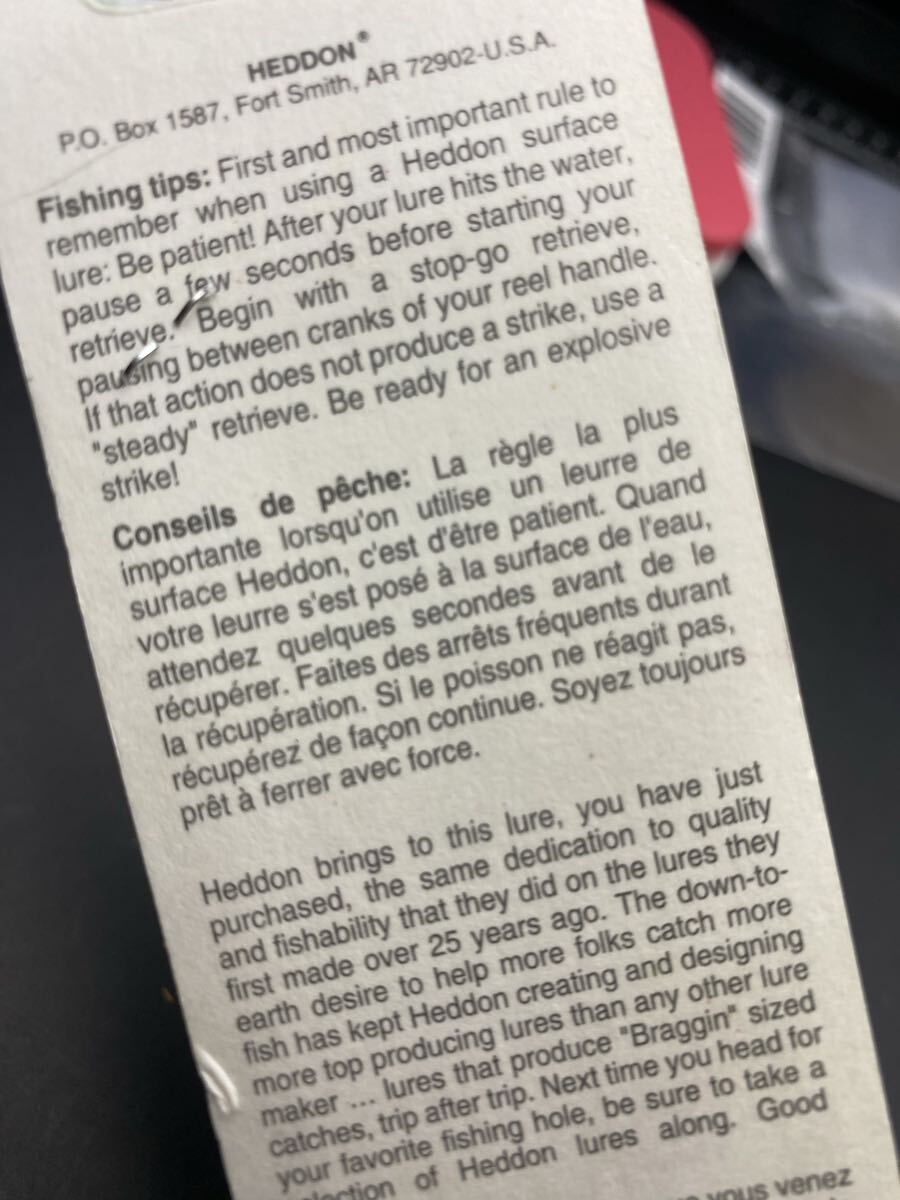 HEDDON®
P.O. Box 1587, Fort Smith, AR 72902-U.S.A.
Fishing tips: First and most important rule to
remember when using a Heddon surface
lure: Be patient! After your lure hits the water,
pause a few seconds before starting your
retrieve. Begin with a stop-go retrieve,
pausing between cranks of your reel handle.
If that action does not produce a strike, use a
"steady" retrieve. Be ready for an explosive
strike!
Conseils de pêche: La règle la plus
importante lorsqu'on utilise un leurre de
surface Heddon, c'est d'être patient. Quand
votre leurre s'est posé à la surface de l'eau,
attendez quelques secondes avant de le
récupérer. Faites des arrêts fréquents durant
la récupération. Si le poisson ne réagit pas,
récupérez de façon continue. Soyez toujours
prêt à ferrer avec force.
Heddon brings to this lure, you have just
purchased, the same dedication to quality
and fishability that they did on the lures they
first made over 25 years ago. The down-to-
earth desire to help more folks catch more
fish has kept Heddon creating and designing
more top producing lures than any other lure
maker ... lures that produce "Braggin" sized
catches, trip after trip. Next time you head for
your favorite fishing hole, be sure to take a
of Heddon lures along. Good
vous venez